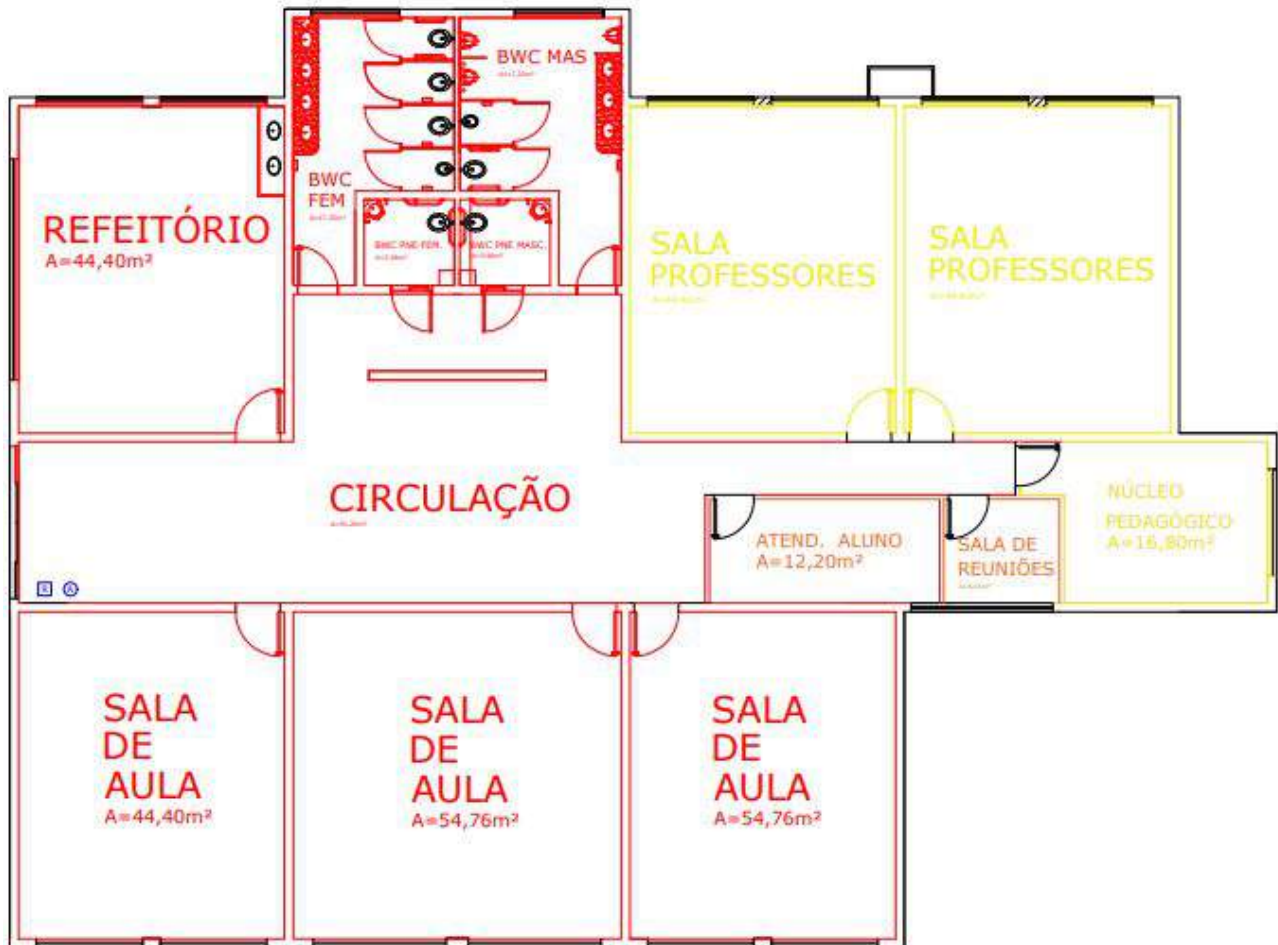 BWC MAS
BWC
FEM
REFEITÓRIO
A=44,40m²
BWC PNE FEM.
BWC PNE MASC.
SALA
PROFESSORES
SALA
PROFESSORES
CIRCULAÇÃO
ATEND. ALUNO
A=12,20m²
SALA DE
REUNIÕES
NÚCLEO
PEDAGÓGICO
A=16,80m²
SALA
DE
AULA
A=44,40m²
SALA
DE
AULA
A=54,76m²
SALA
DE
AULA
A=54,76m²